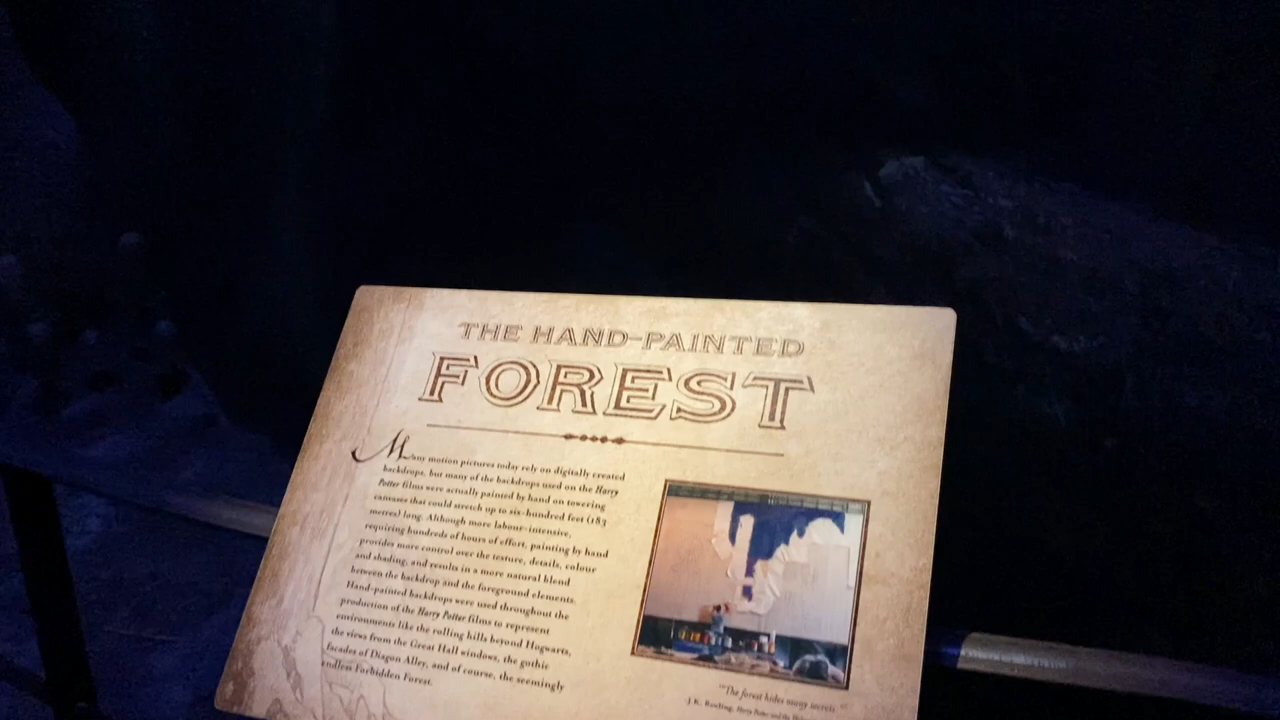 THE HAND-PAINTED
FOREST
Many motion pictures today rely on digitally created
backdrops, but many of the backdrops used on the Harry
Potter films were actually painted by hand on towering
canvases that could stretch up to six-hundred feet (183
metres) long. Although more labour-intensive,
requiring hundreds of hours of effort, painting by hand
provides more control over the texture, details, colour
and shading, and results in a more natural blend
between the backdrop and the foreground elements.
Hand-painted backdrops were used throughout the
production of the Harry Potter films to represent
environments like the rolling hills beyond Hogwarts,
the views from the Great Hall windows, the gothic
facades of Diagon Alley, and of course, the seemingly
endless Forbidden Forest.
"The forest hides many secrets."
J.K. Rowling, Harry Potter and the